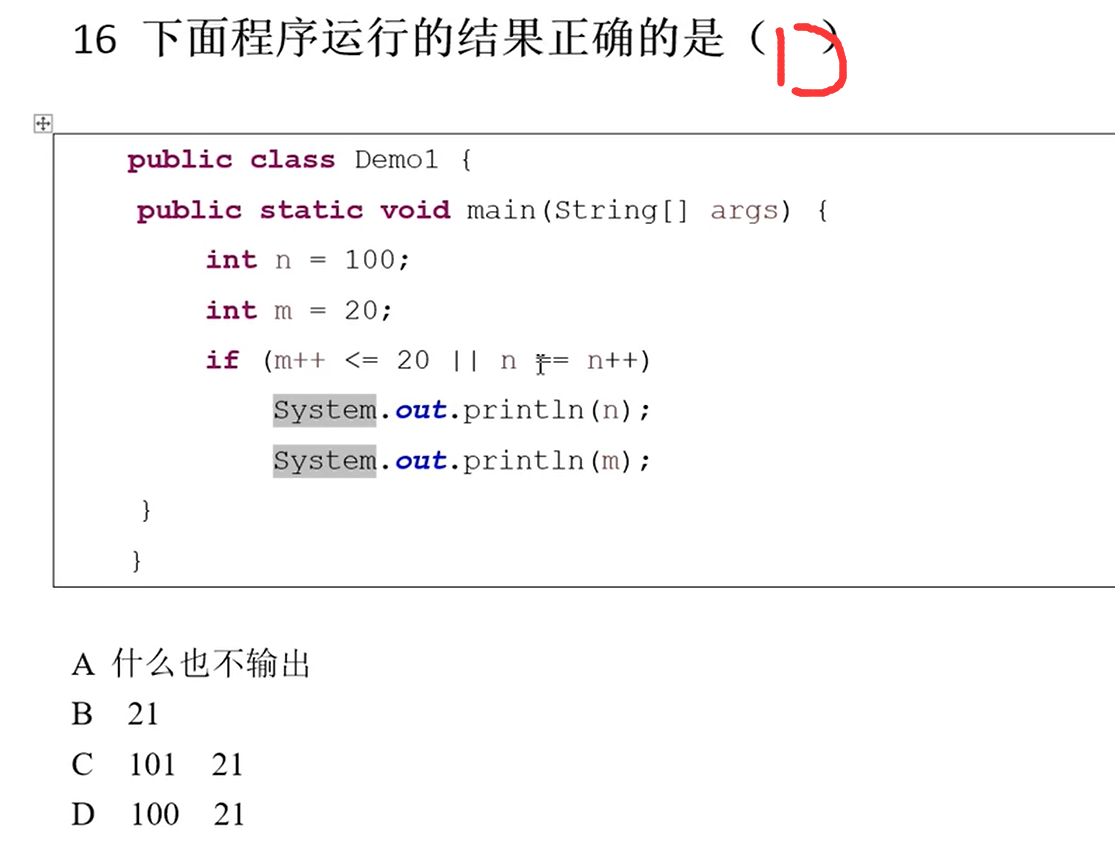 16 下面程序运行的结果正确的是（D）
public class Demo1 {
public static void main(String[] args) {
int n = 100;
int m = 20;
if (m++ <= 20 || n == n++)
System.out.println(n);
System.out.println(m);
}
}
A 什么也不输出
B 21
C 101 21
D 100 21